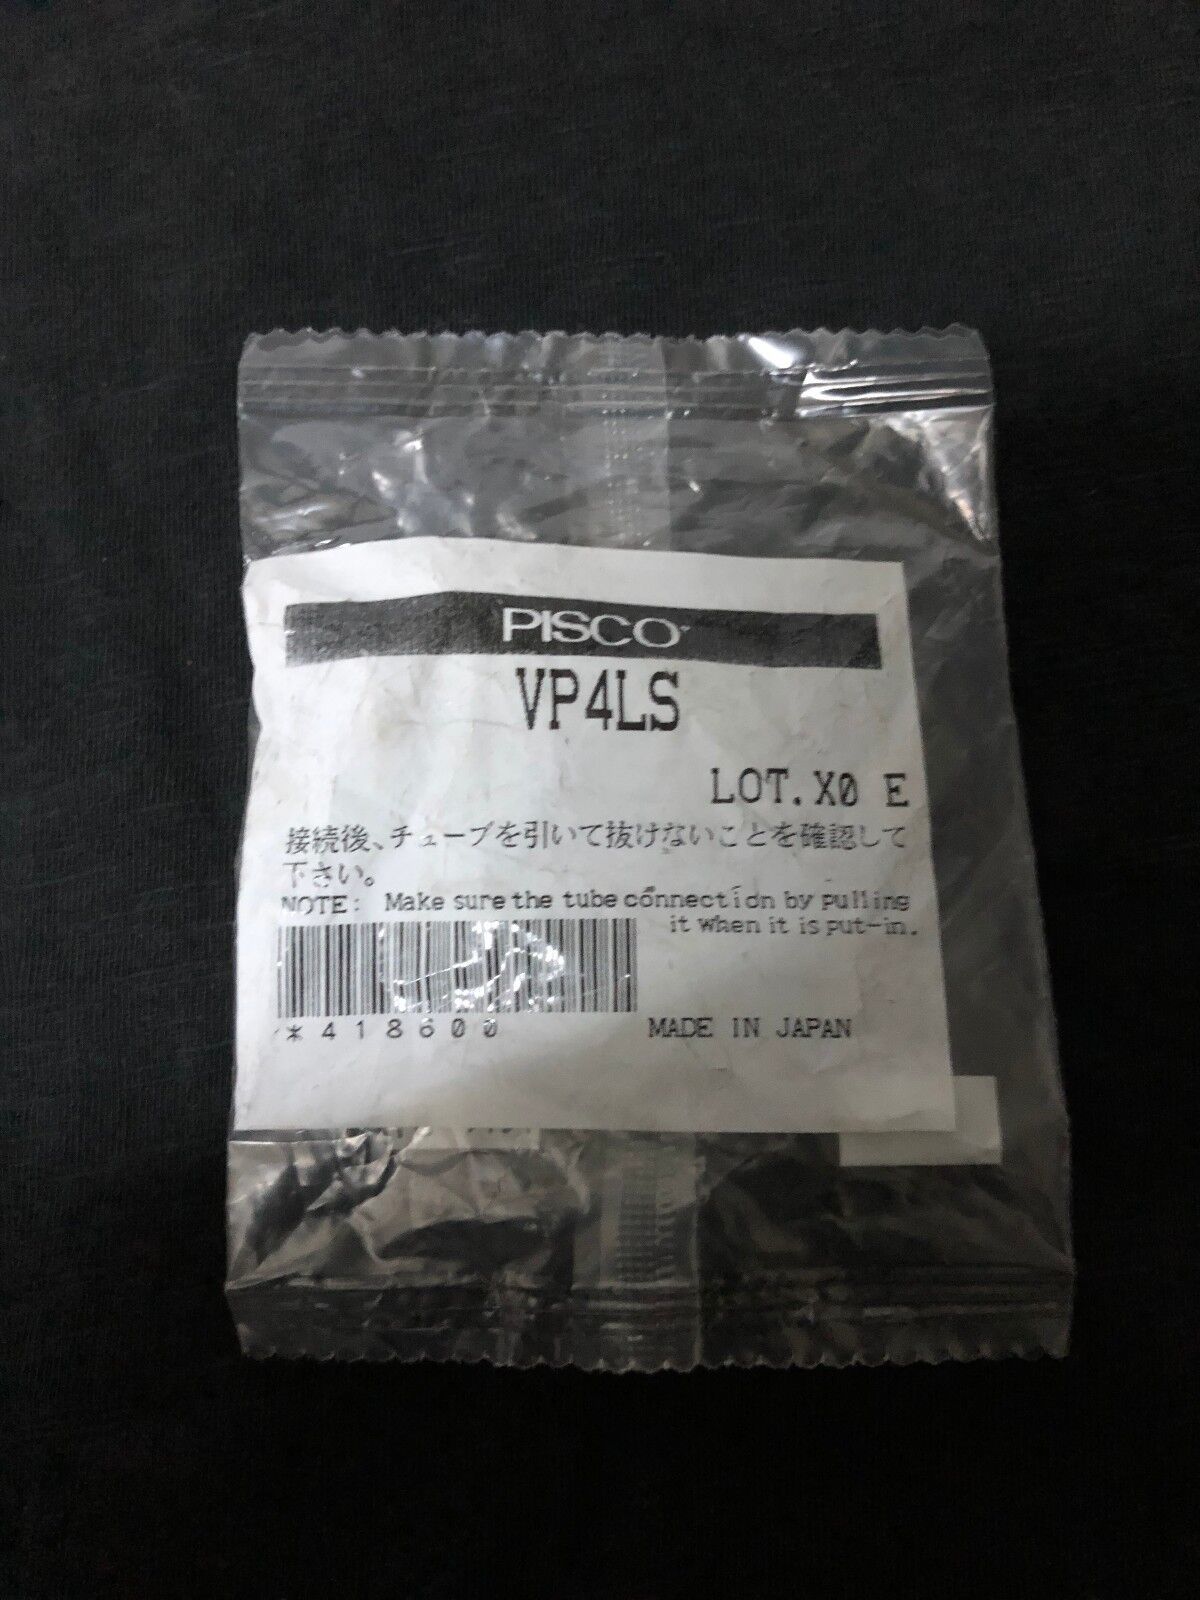 PISCO
VP4LS
LOT. X0 E
接続後、チューブを引いて抜けないことを確認して
下さい。
NOTE: Make sure the tube connection by pulling
it when it is put-in.
*418600
MADE IN JAPAN